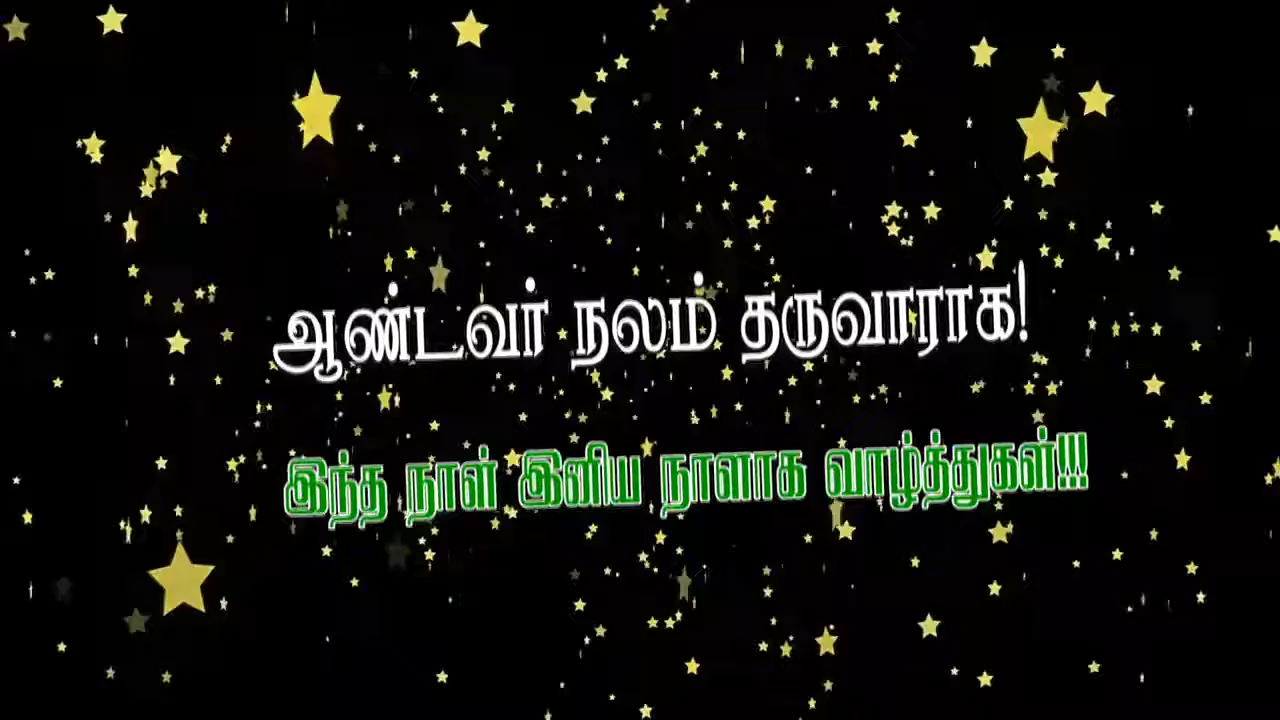 ஆண்டவர் நலம் தருவாராக!
இந்த நாள் இனிய நாளாக வாழ்த்துகள்!!!